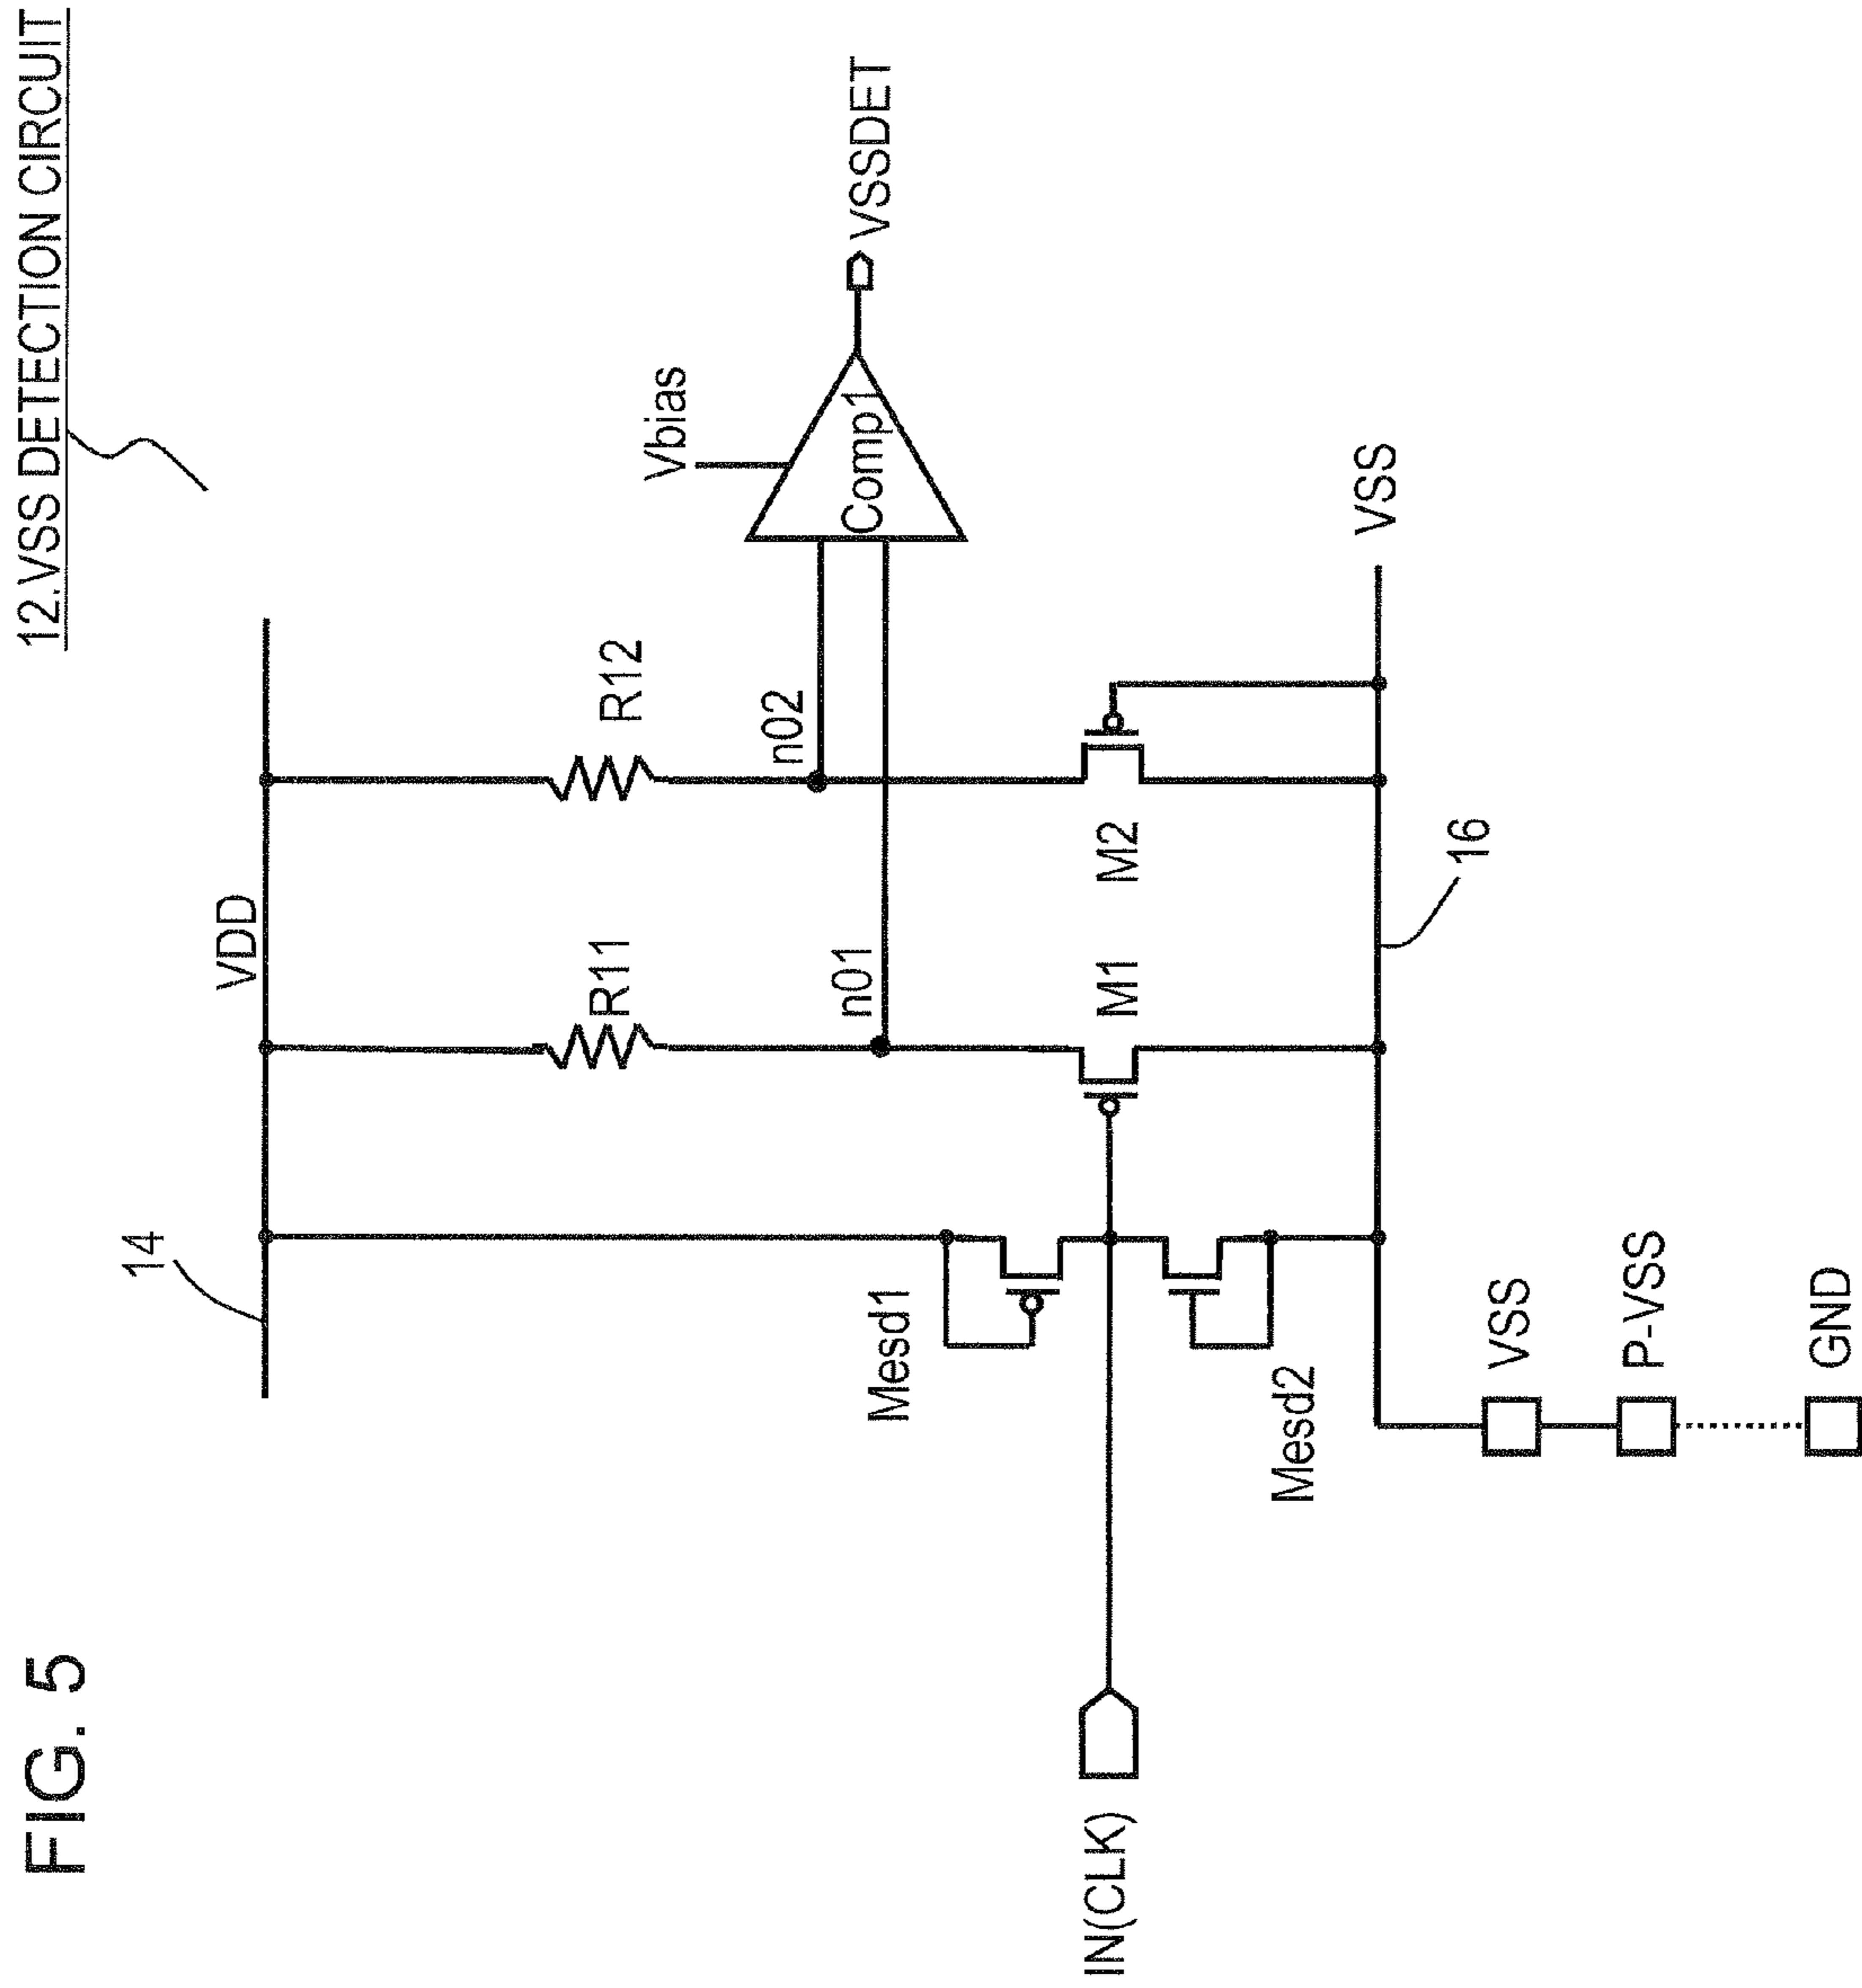 FIG. 5
12.VSS DETECTION CIRCUIT
14
VDD
R11
R12
Vbias
Mesd1
n01
n02
Comp1
VSSDET
IN(CLK)
M1
M2
Mesd2
VSS
16
VSS
P-VSS
GND